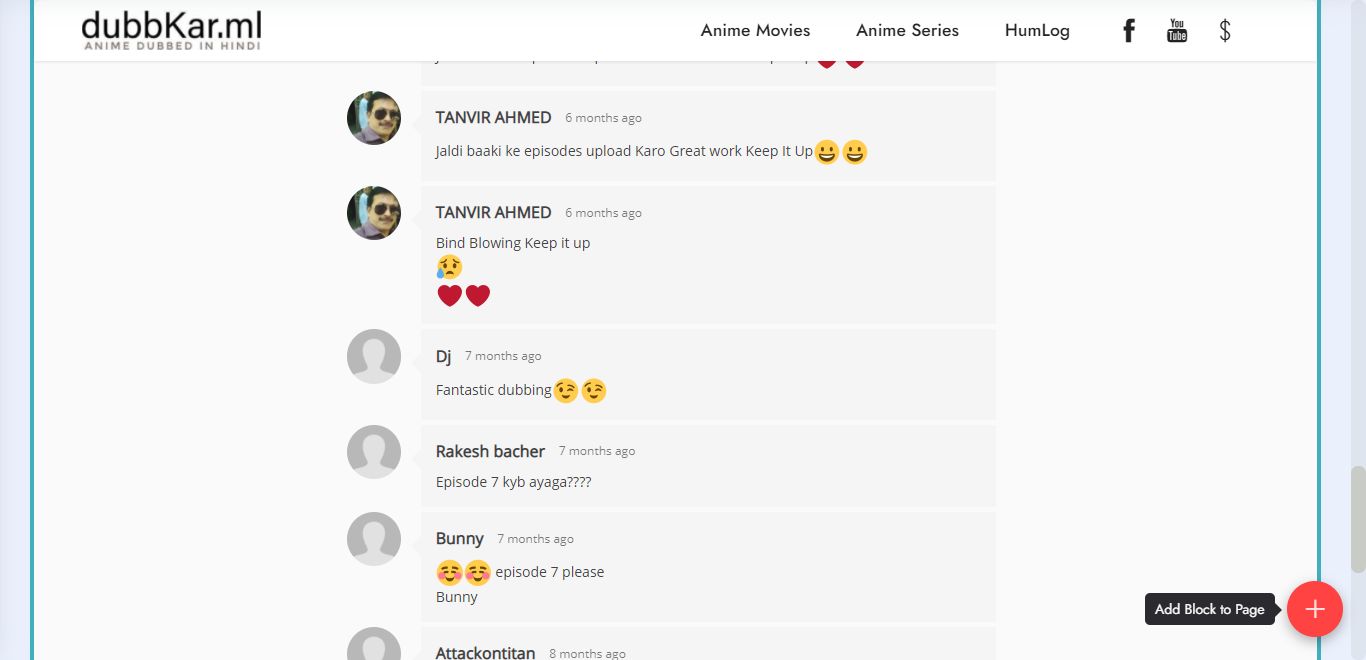 dubbKar.ml
ANIME DUBBED IN HINDI
Anime Movies
Anime Series
HumLog
You
Tube
$
TANVIR AHMED 6 months ago
Jaldi baaki ke episodes upload Karo Great work Keep It Up😀😀
TANVIR AHMED 6 months ago
Bind Blowing Keep it up
😥
❤❤
Dj 7 months ago
Fantastic dubbing😉😉
Rakesh bacher 7 months ago
Episode 7 kyb ayaga????
Bunny 7 months ago
☺☺ episode 7 please
Bunny
Add Block to Page
Attackontitan 8 months ago